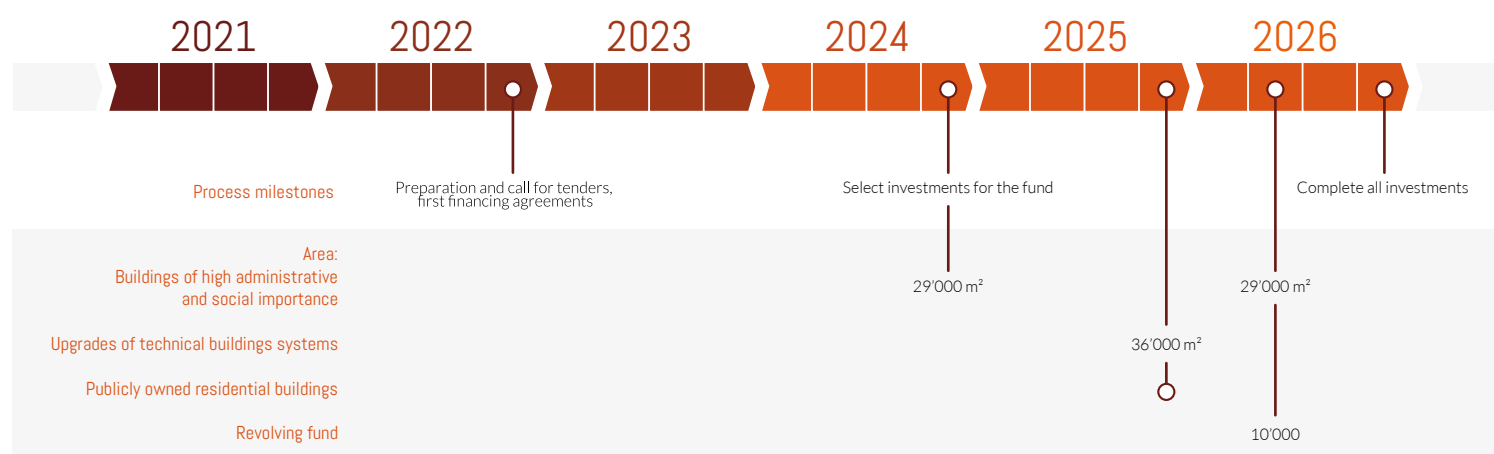 2021 2022 2023 2024 2025 2026
Process milestones
Preparation and call for tenders,
first financing agreements
Select investments for the fund
Complete all investments
Area:
Buildings of high administrative
and social importance
29’000 m²
29’000 m²
Upgrades of technical buildings systems
36’000 m²
Publicly owned residential buildings
Revolving fund
10’000